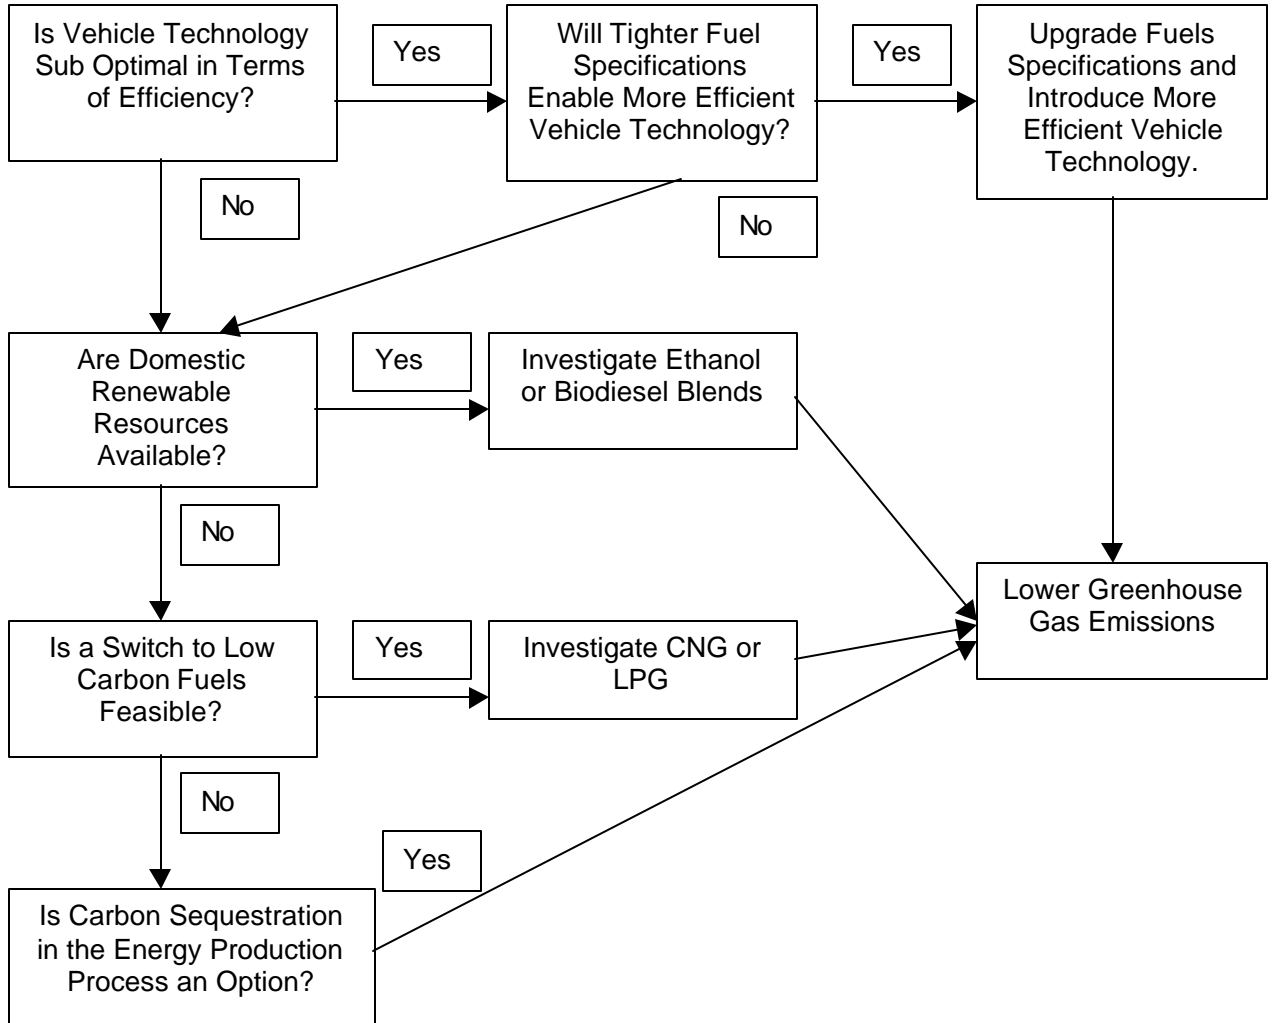 Is Vehicle Technology
Sub Optimal in Terms
of Efficiency?
Yes
Will Tighter Fuel
Specifications
Enable More Efficient
Vehicle Technology?
Yes
Upgrade Fuels
Specifications and
Introduce More
Efficient Vehicle
Technology.
No
No
Are Domestic
Renewable
Resources
Available?
Yes
Investigate Ethanol
or Biodiesel Blends
No
Lower Greenhouse
Gas Emissions
Is a Switch to Low
Carbon Fuels
Feasible?
Yes
Investigate CNG or
LPG
No
Yes
Is Carbon Sequestration
in the Energy Production
Process an Option?